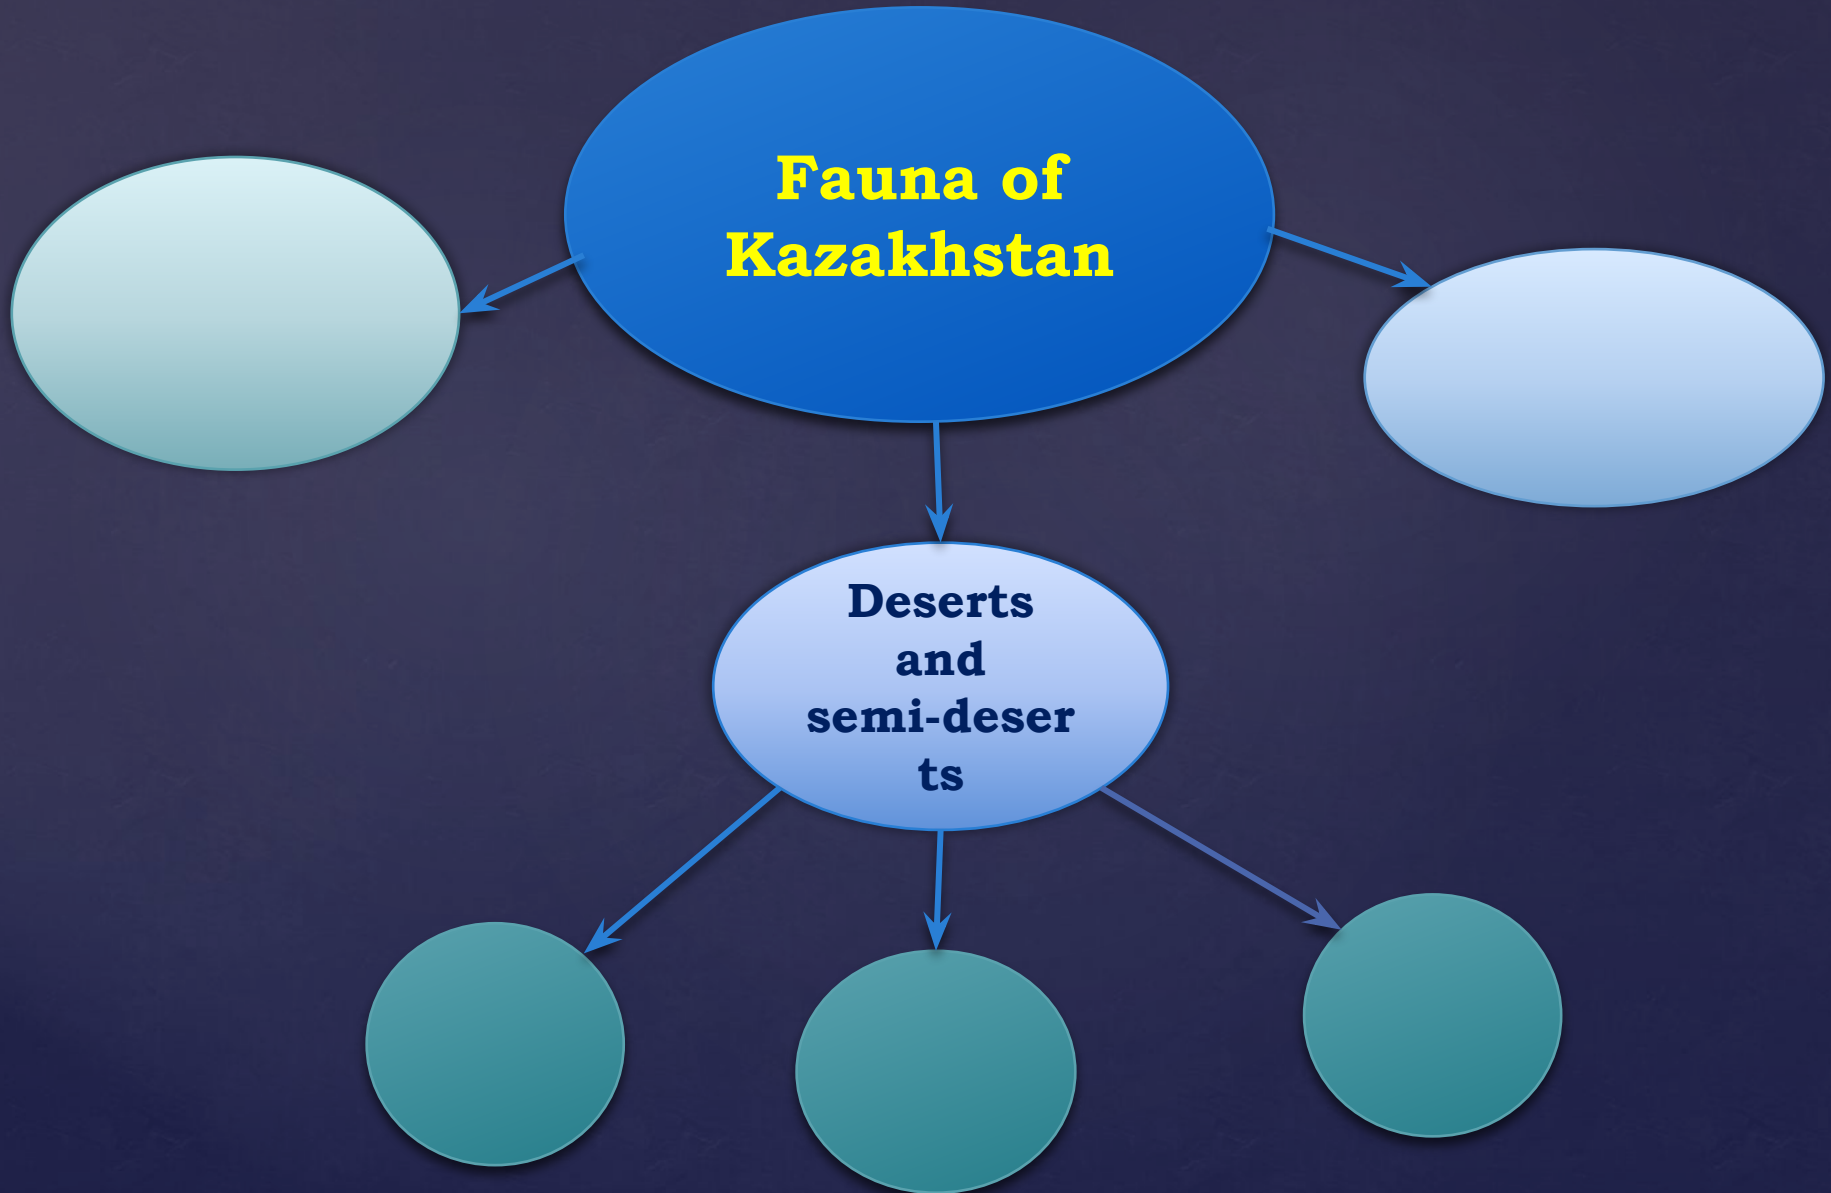 Fauna of
Kazakhstan
Deserts
and
semi-deser
ts